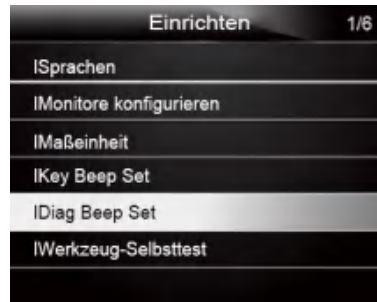 Einrichten 1/6
ISprachen
IMonitore konfigurieren
IMaßeinheit
IKey Beep Set
IDiag Beep Set
IWerkzeug-Selbsttest